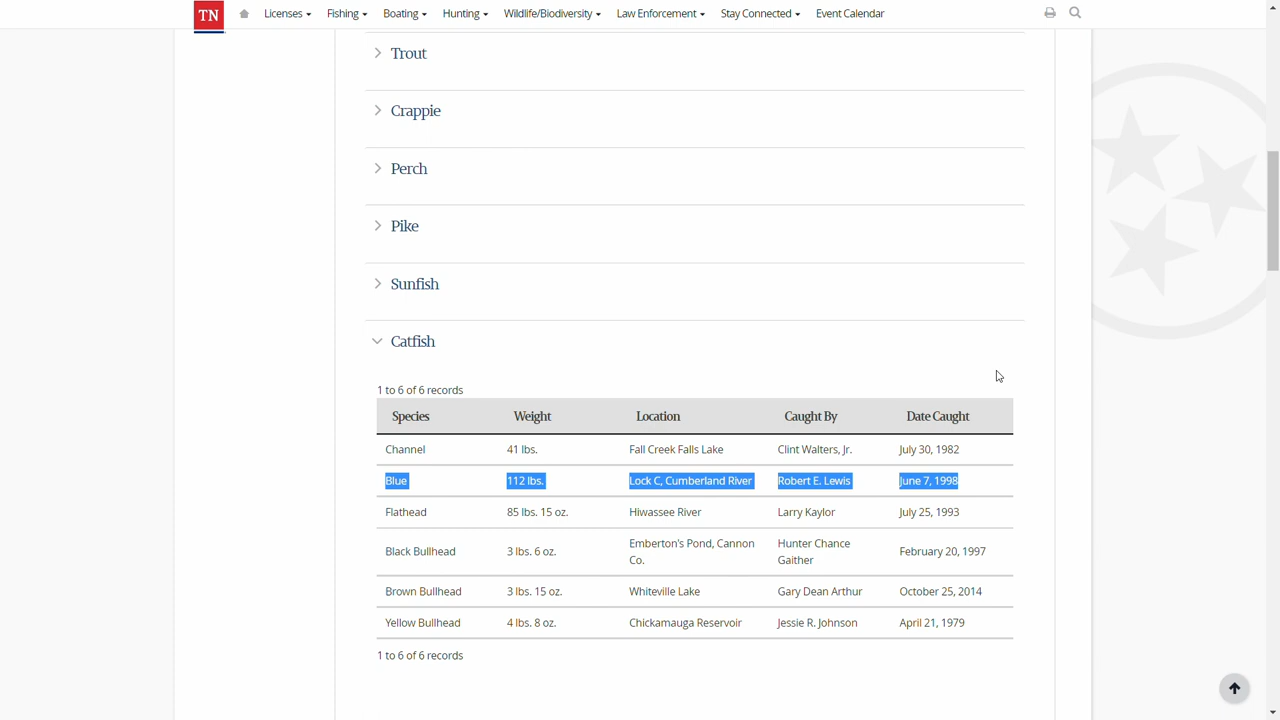 TN Licenses Fishing Boating Hunting Wildlife/Biodiversity Law Enforcement Stay Connected Event Calendar
Trout
Crappie
Perch
Pike
Sunfish
Catfish
1 to 6 of 6 records
Species Weight Location Caught By Date Caught
Channel 41 lbs. Fall Creek Falls Lake Clint Walters, Jr. July 30, 1982
Blue 112 lbs. Lock C, Cumberland River Robert E. Lewis June 7, 1998
Flathead 85 lbs. 15 oz. Hiwassee River Larry Kaylor July 25, 1993
Black Bullhead 3 lbs. 6 oz. Emberton's Pond, Cannon Co. Hunter Chance Gaither February 20, 1997
Brown Bullhead 3 lbs. 15 oz. Whiteville Lake Gary Dean Arthur October 25, 2014
Yellow Bullhead 4 lbs. 8 oz. Chickamauga Reservoir Jessie R. Johnson April 21, 1979
1 to 6 of 6 records